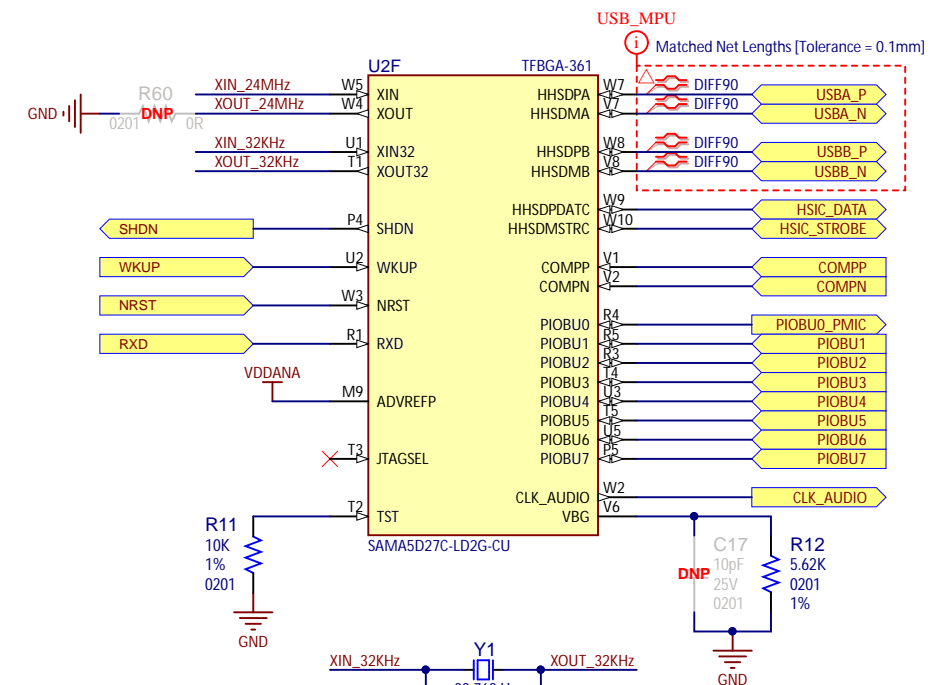 USB_MPU
i Matched Net Lengths [Tolerance = 0.1mm]
U2F TFBGA-361
R60
GND DNP
0201 0R
XIN_24MHz W5 XIN
XOUT_24MHz W4 XOUT
XIN_32KHz U1 XIN32
XOUT_32KHz T1 XOUT32
SHDN P4 SHDN
WKUP U2 WKUP
NRST W3 NRST
RXD R1 RXD
VDDANA
M9 ADVREFP
T3 JTAGSEL
T2 TST
HHSDPA W7 DIFF90 USBA_P
HHSDMA V7 DIFF90 USBA_N
HHSDPB W8 DIFF90 USBB_P
HHSDMB V8 DIFF90 USBB_N
HHSDPDATC W9 HSIC_DATA
HHSDMSTRC W10 HSIC_STROBE
COMPP V1 COMPP
COMPN V2 COMPN
PIOBU0 R4 PIOBU0_PMIC
PIOBU1 R5 PIOBU1
PIOBU2 R3 PIOBU2
PIOBU3 T4 PIOBU3
PIOBU4 U3 PIOBU4
PIOBU5 T5 PIOBU5
PIOBU6 U5 PIOBU6
PIOBU7 P5 PIOBU7
CLK_AUDIO W2 CLK_AUDIO
VBG V6
SAMA5D27C-LD2G-CU
R11
10K
1%
0201
GND
C17
10pF
DNP
25V
0201
R12
5.62K
0201
1%
GND
XIN_32KHz Y1 XOUT_32KHz